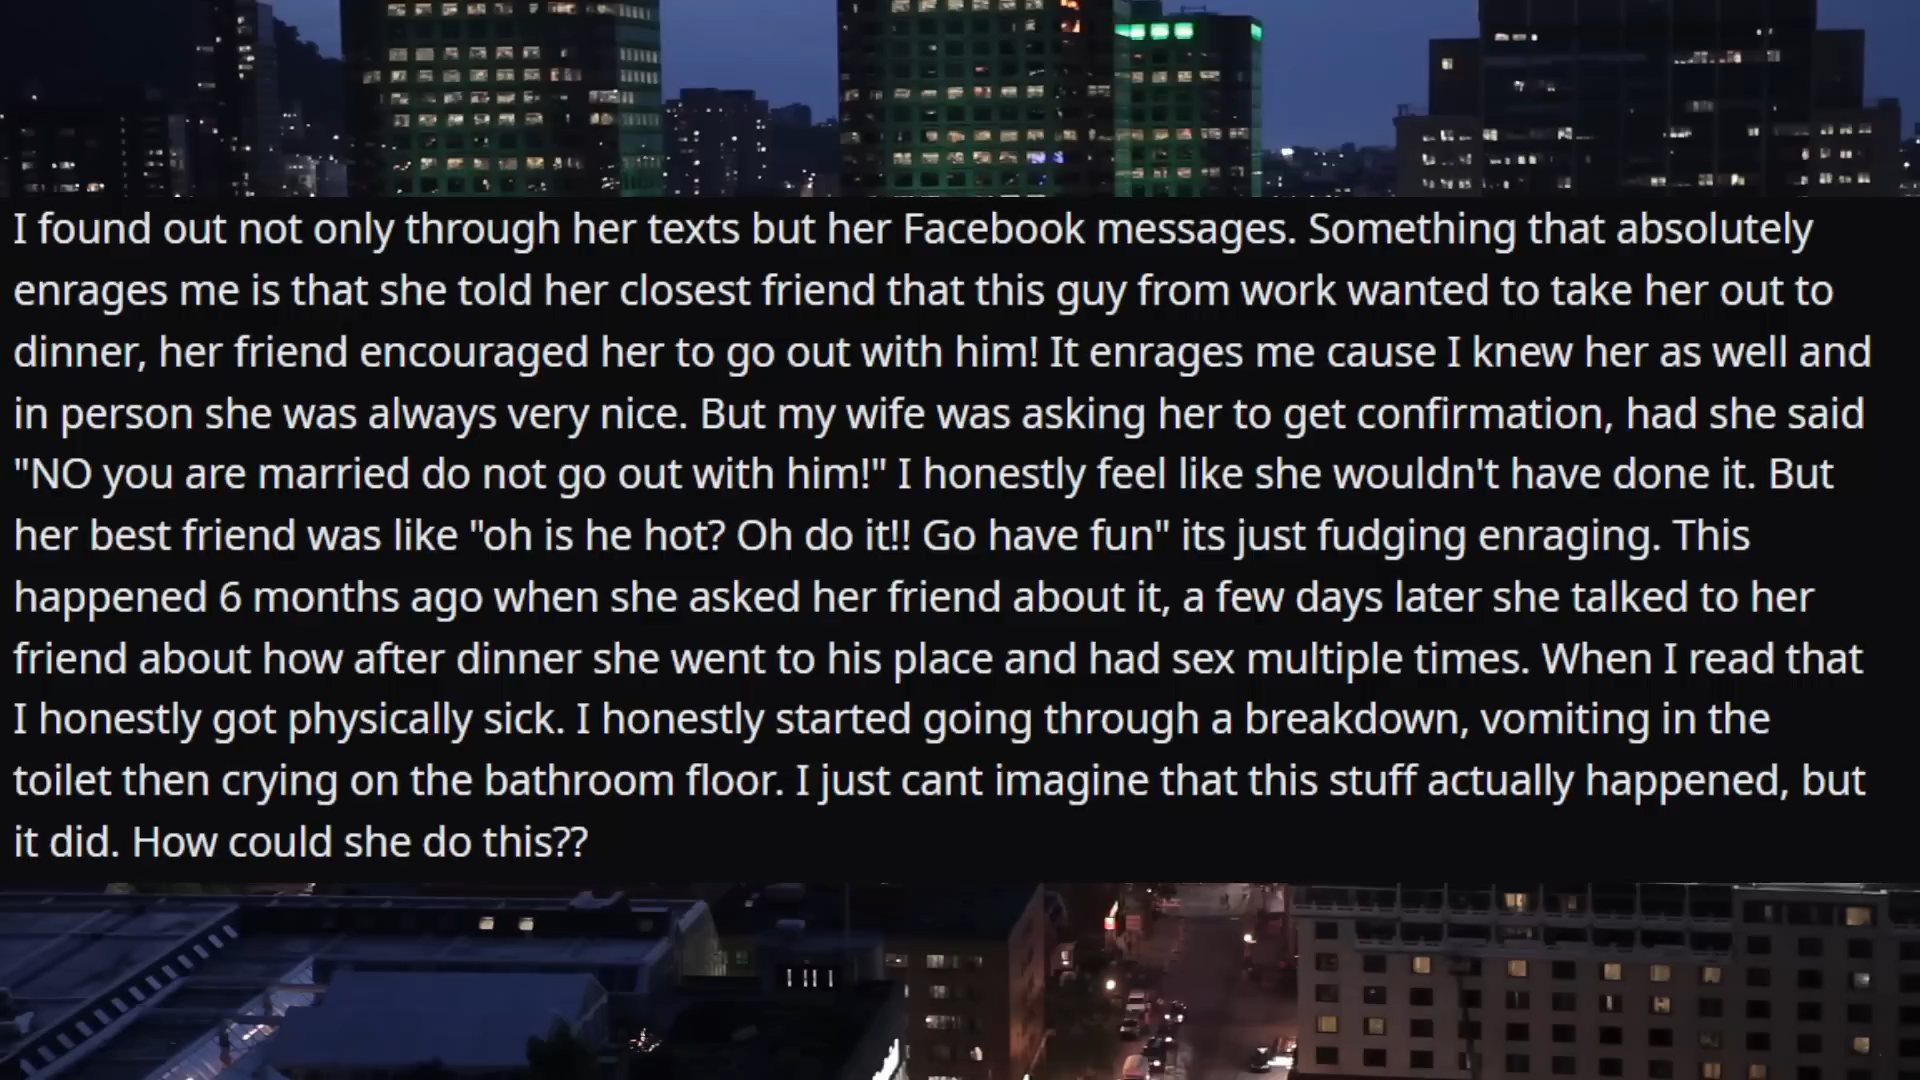 I found out not only through her texts but her Facebook messages. Something that absolutely
enrages me is that she told her closest friend that this guy from work wanted to take her out to
dinner, her friend encouraged her to go out with him! It enrages me cause I knew her as well and
in person she was always very nice. But my wife was asking her to get confirmation, had she said
"NO you are married do not go out with him!" I honestly feel like she wouldn't have done it. But
her best friend was like "oh is he hot? Oh do it!! Go have fun" its just fudging enraging. This
happened 6 months ago when she asked her friend about it, a few days later she talked to her
friend about how after dinner she went to his place and had sex multiple times. When I read that
I honestly got physically sick. I honestly started going through a breakdown, vomiting in the
toilet then crying on the bathroom floor. I just cant imagine that this stuff actually happened, but
it did. How could she do this??